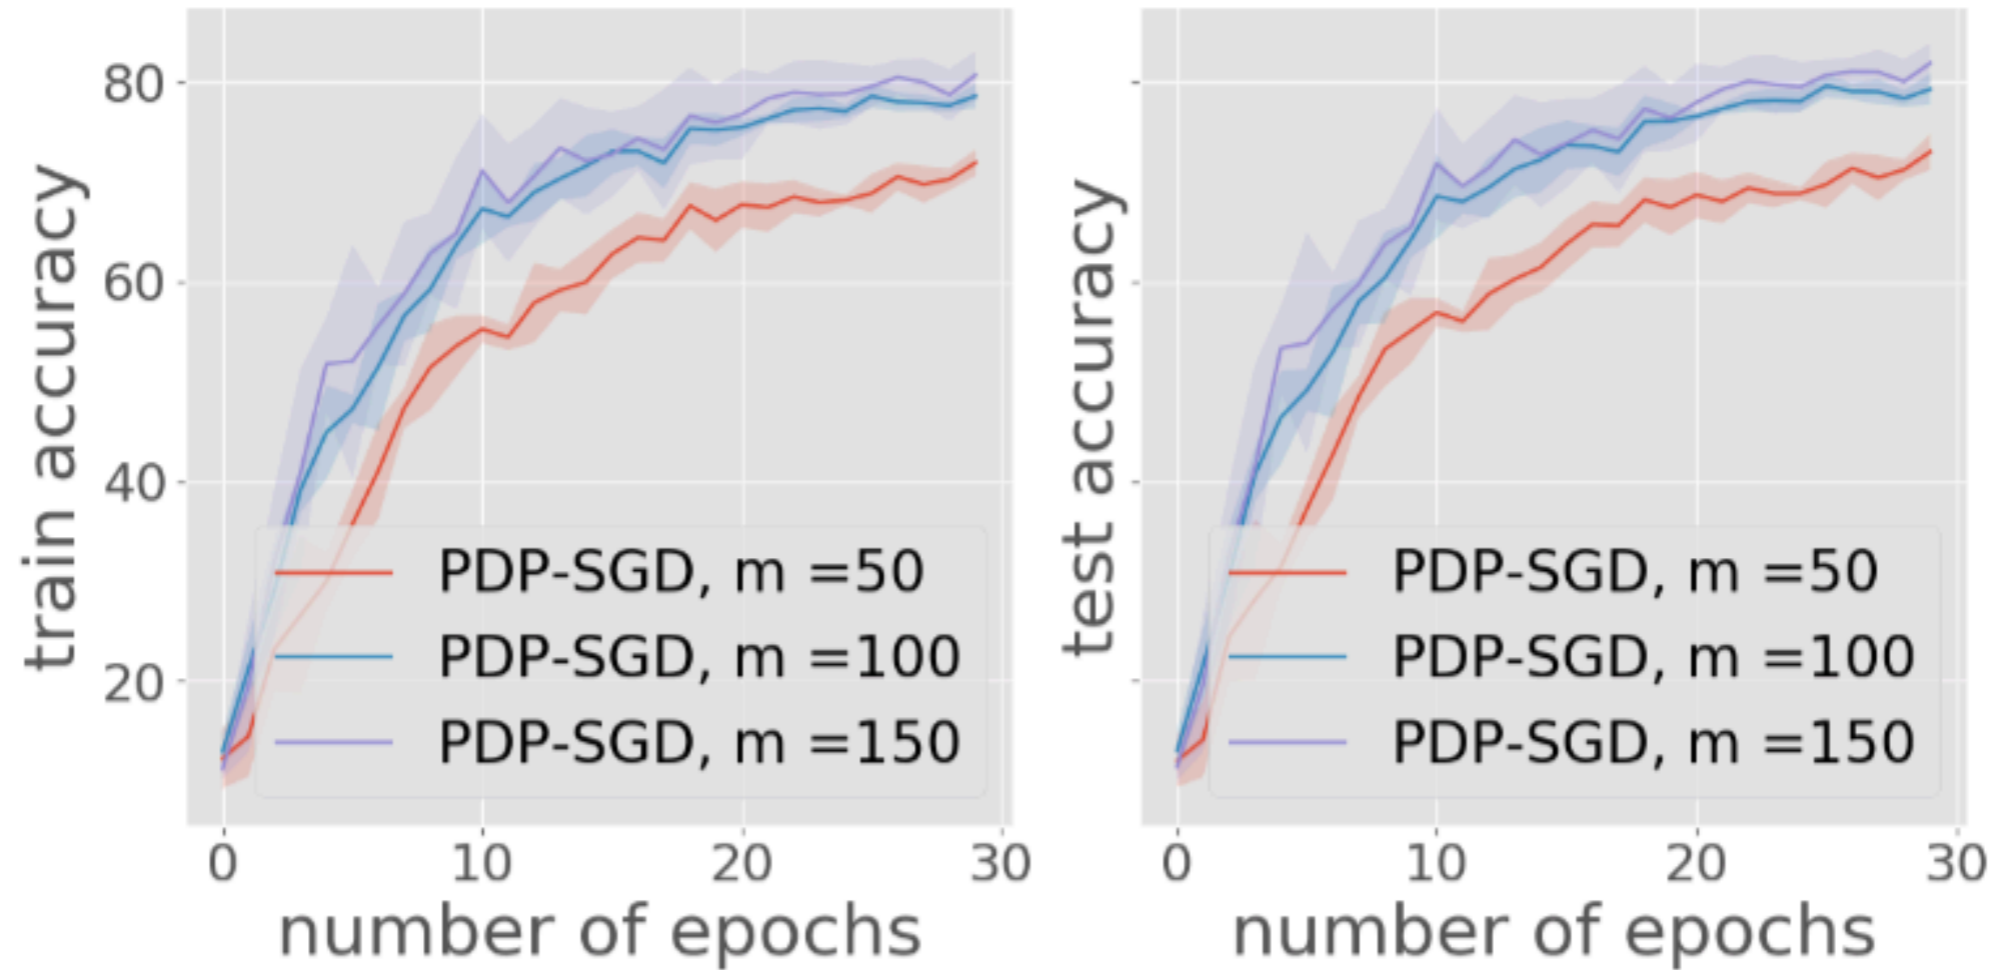 train accuracy
80
60
40
20
PDP-SGD, m =50
PDP-SGD, m =100
PDP-SGD, m =150
0 10 20 30
number of epochs
test accuracy
PDP-SGD, m =50
PDP-SGD, m =100
PDP-SGD, m =150
0 10 20 30
number of epochs